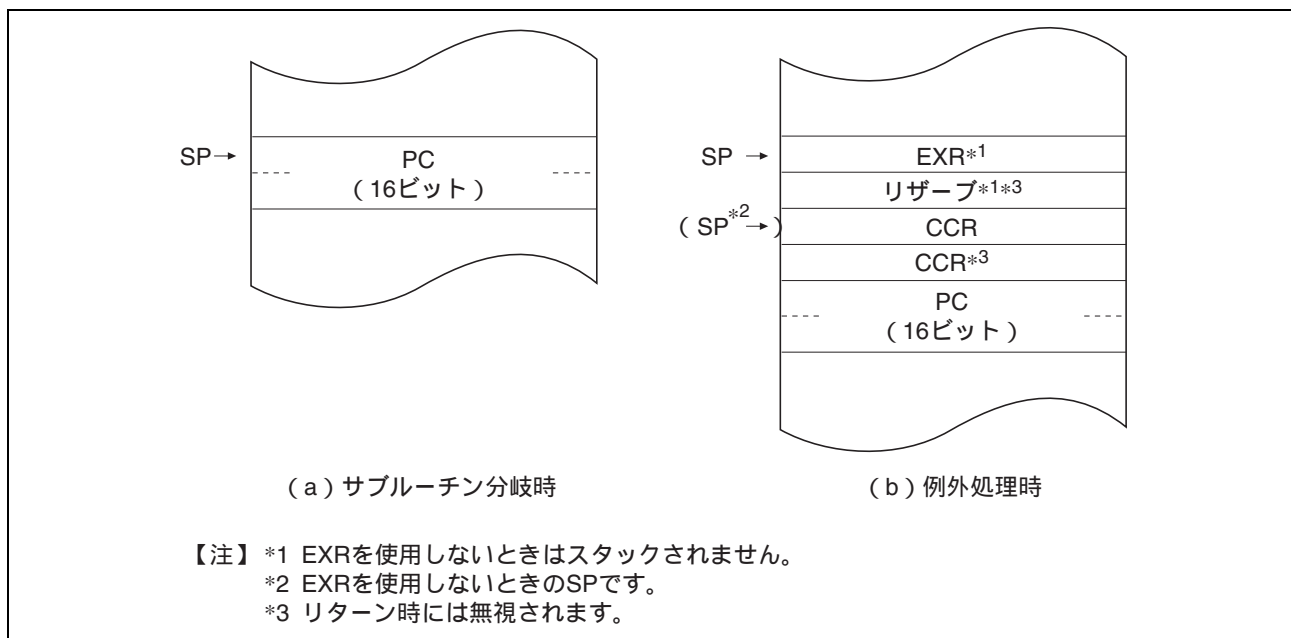 SP→
PC
（16ビット）
（a）サブルーチン分岐時
SP →
EXR*1
リザーブ*1*3
（SP*2→）
CCR
CCR*3
PC
（16ビット）
（b）例外処理時
【注】 *1 EXRを使用しないときはスタックされません。
*2 EXRを使用しないときのSPです。
*3 リターン時には無視されます。